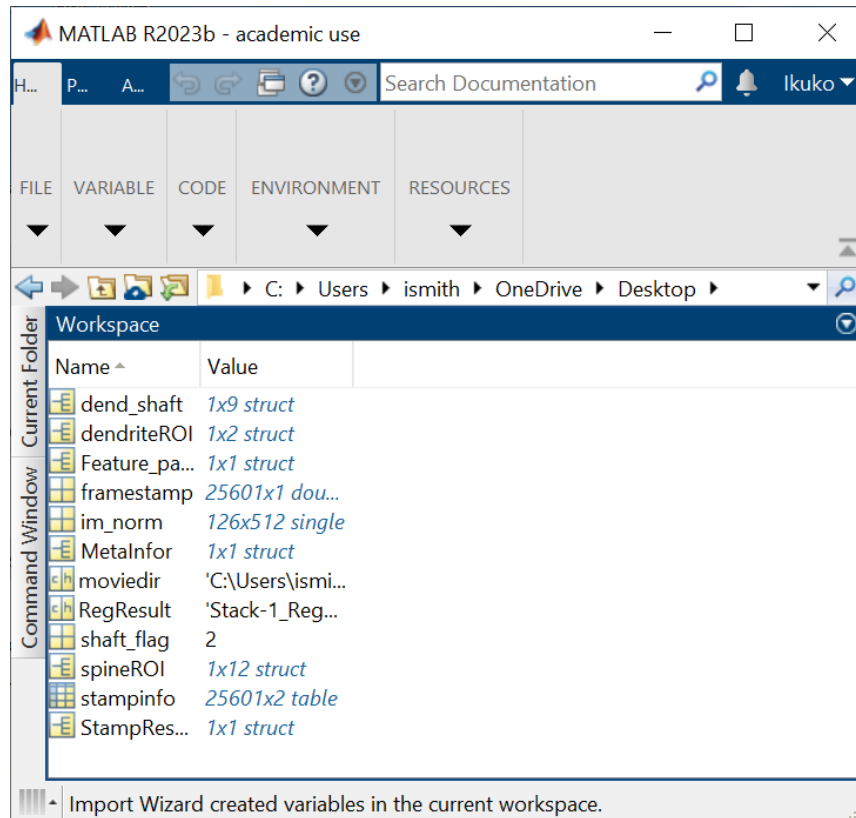 MATLAB R2023b - academic use
H... P... A... Search Documentation Ikuko
FILE VARIABLE CODE ENVIRONMENT RESOURCES
C: Users ismith OneDrive Desktop
Current Folder
Command Window
Workspace
Name Value
dend_shaft 1x9 struct
dendriteROI 1x2 struct
Feature_pa... 1x1 struct
framestamp 25601x1 dou...
im_norm 126x512 single
MetaInfor 1x1 struct
ch moviedir 'C:\Users\ismi...
ch RegResult 'Stack-1_Reg...
shaft_flag 2
spineROI 1x12 struct
stampinfo 25601x2 table
StampRes... 1x1 struct
Import Wizard created variables in the current workspace.